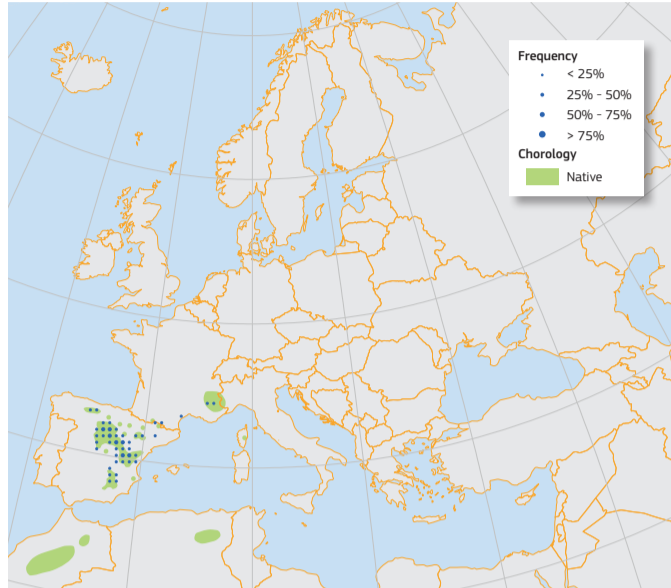 Frequency
< 25%
25% - 50%
50% - 75%
> 75%
Chorology
Native